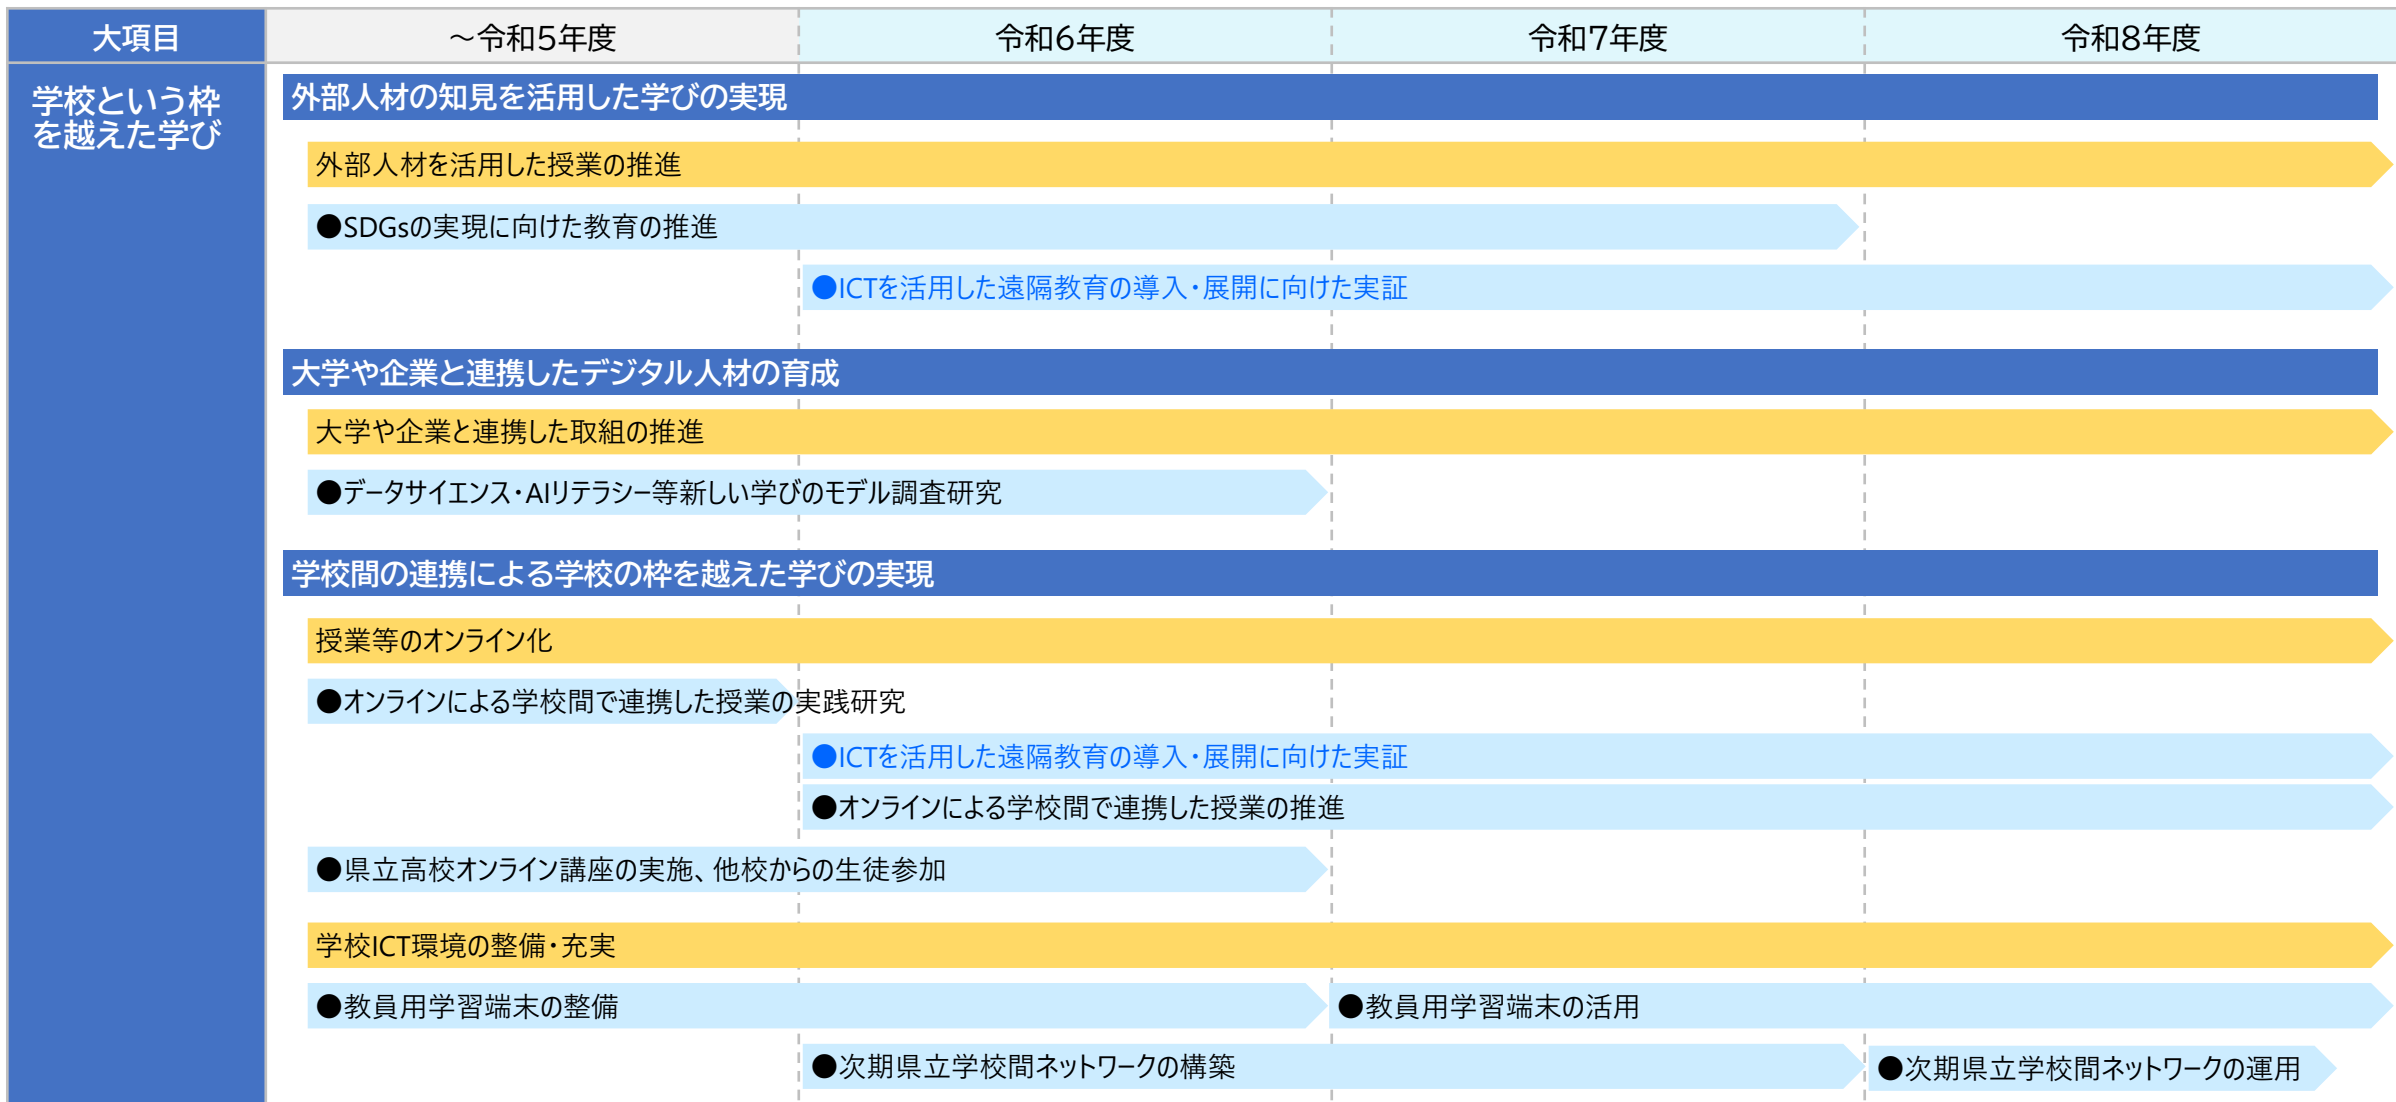 大項目
～令和5年度
令和6年度
令和7年度
令和8年度
学校という枠
を越えた学び
外部人材の知見を活用した学びの実現
外部人材を活用した授業の推進
●SDGsの実現に向けた教育の推進
●ICTを活用した遠隔教育の導入・展開に向けた実証
大学や企業と連携したデジタル人材の育成
大学や企業と連携した取組の推進
●データサイエンス・AIリテラシー等新しい学びのモデル調査研究
学校間の連携による学校の枠を越えた学びの実現
授業等のオンライン化
●オンラインによる学校間で連携した授業の実践研究
●ICTを活用した遠隔教育の導入・展開に向けた実証
●オンラインによる学校間で連携した授業の推進
●県立高校オンライン講座の実施、他校からの生徒参加
学校ICT環境の整備・充実
●教員用学習端末の整備
●教員用学習端末の活用
●次期県立学校間ネットワークの構築
●次期県立学校間ネットワークの運用